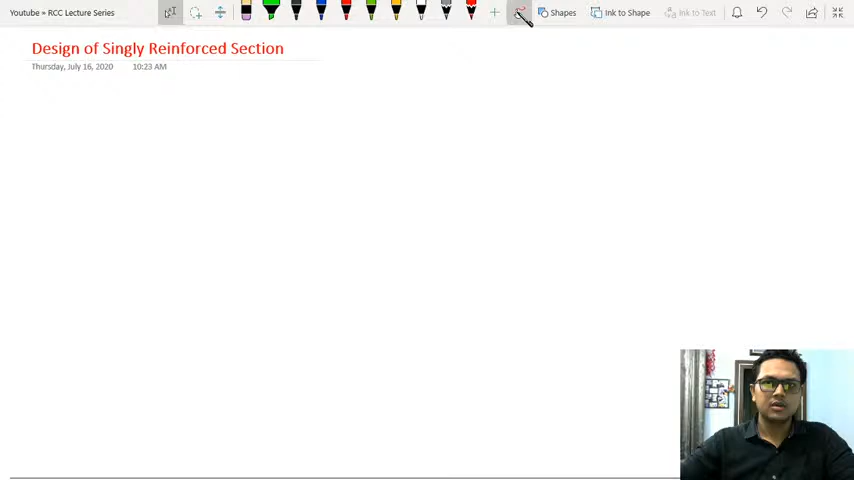 Youtube » RCC Lecture Series
Shapes
Ink to Shape
Ink to Text
Design of Singly Reinforced Section
Thursday, July 16, 2020 10:23 AM